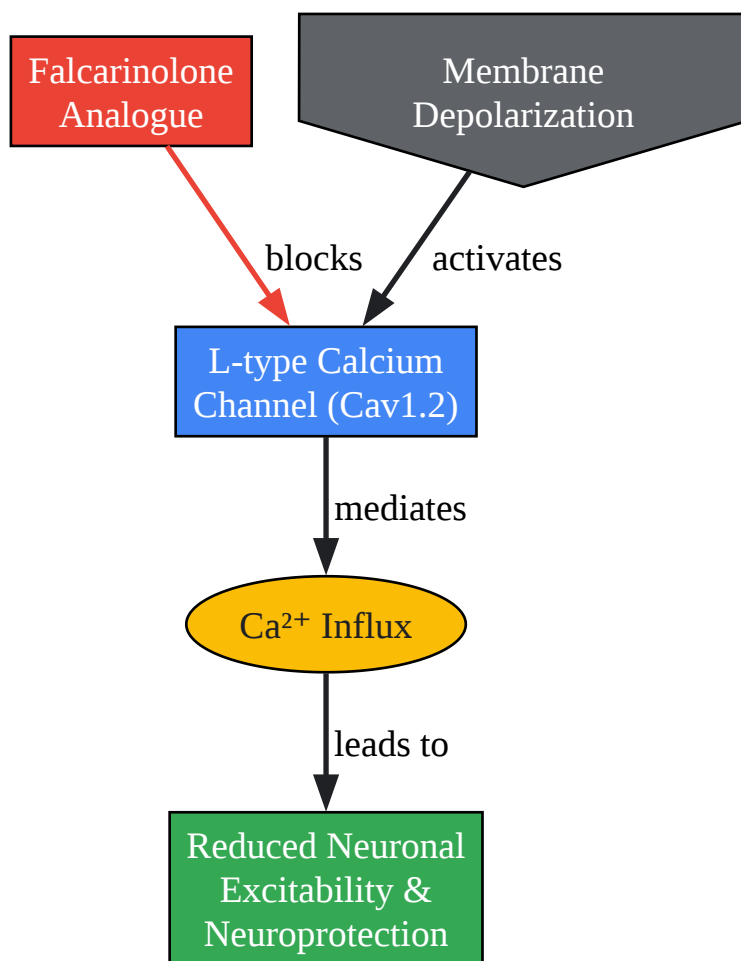 Falcarinolone
Analogue
Membrane
Depolarization
blocks
activates
L-type Calcium
Channel (Cav1.2)
mediates
Ca²⁺ Influx
leads to
Reduced Neuronal
Excitability &
Neuroprotection